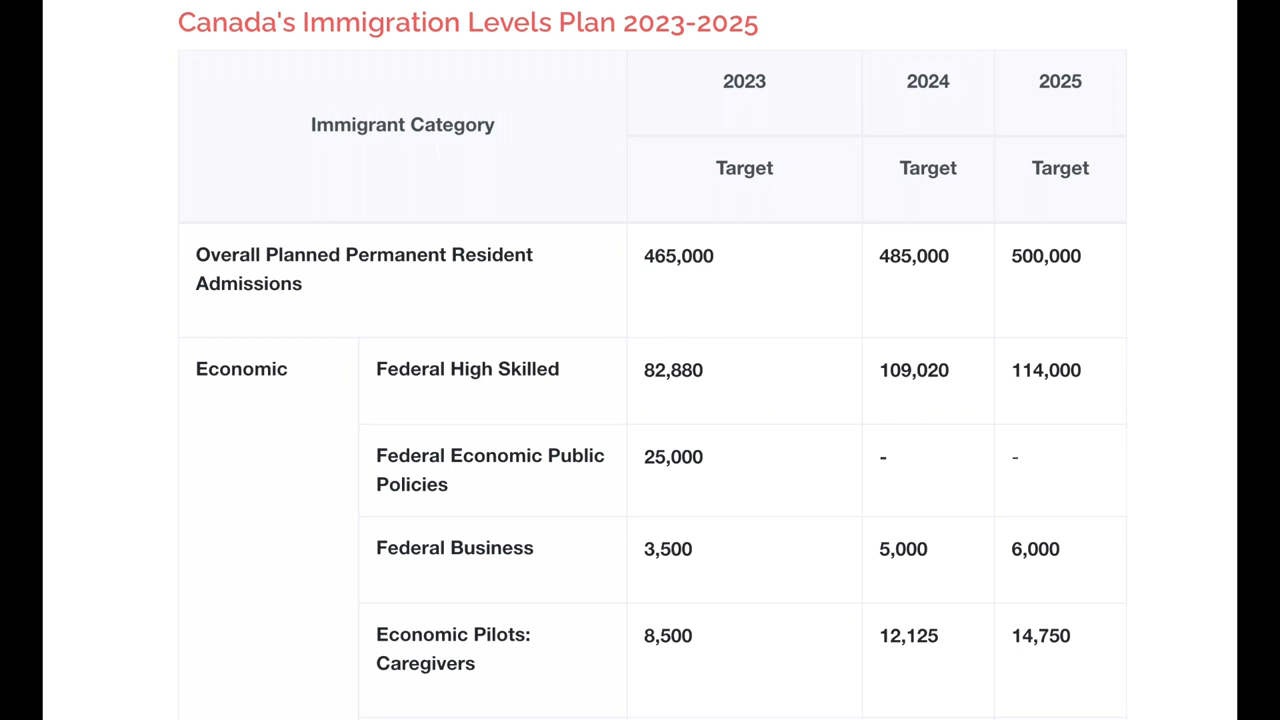 Canada's Immigration Levels Plan 2023-2025
Immigrant Category
2023
2024
2025
Target
Target
Target
Overall Planned Permanent Resident
Admissions
465,000
485,000
500,000
Economic
Federal High Skilled
82,880
109,020
114,000
Federal Economic Public
Policies
25,000
-
-
Federal Business
3,500
5,000
6,000
Economic Pilots:
Caregivers
8,500
12,125
14,750